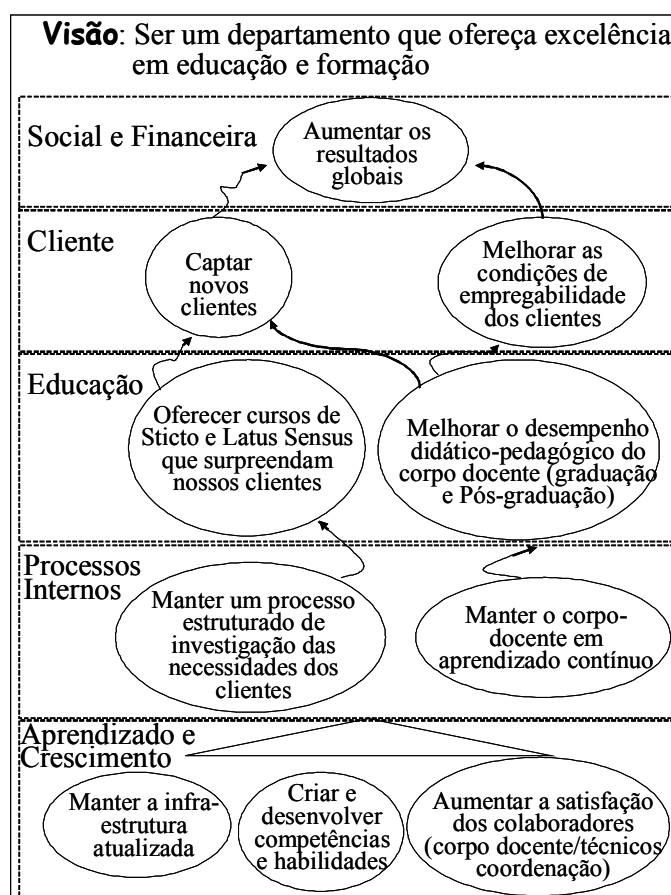 Visão: Ser um departamento que ofereça excelência
em educação e formação
Social e Financeira
Aumentar os
resultados
globais
Cliente
Captar
novos
clientes
Melhorar as
condições de
empregabilidade
dos clientes
Educação
Oferecer cursos de
Sticto e Latus Sensus
que surpreendam
nossos clientes
Melhorar o desempenho
didático-pedagógico do
corpo docente (graduação
e Pós-graduação)
Processos
Internos
Manter um processo
estruturado de
investigação das
necessidades dos
clientes
Manter o corpo-
docente em
aprendizado contínuo
Aprendizado e
Crescimento
Manter a infra-
estrutura
atualizada
Criar e
desenvolver
competências
e habilidades
Aumentar a satisfação
dos colaboradores
(corpo docente/técnicos
coordenação)